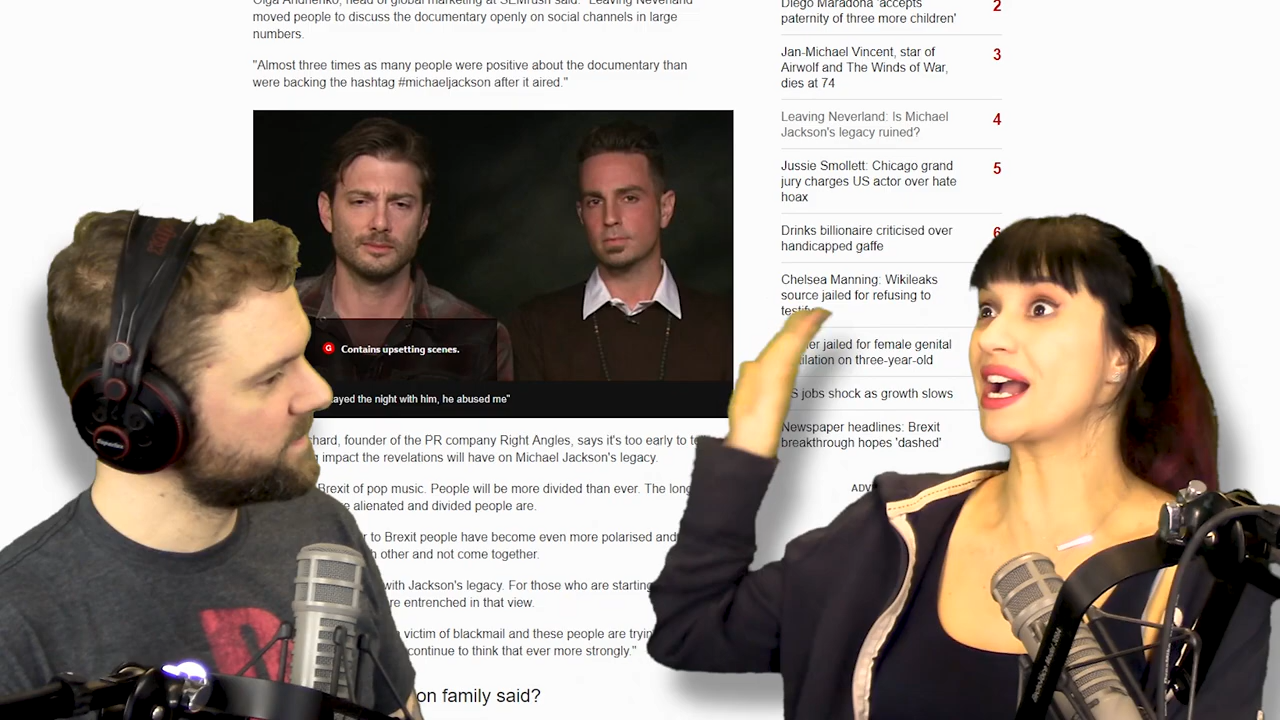 moved people to discuss the documentary openly on social channels in large
numbers.
"Almost three times as many people were positive about the documentary than
were backing the hashtag #michaeljackson after it aired."
Contains upsetting scenes.
the night with him, he abused me"
founder of the PR company Right Angles, says it's too early to
impact the revelations will have on Michael Jackson's legacy.
Brexit of pop music. People will be more divided than ever. The
alienated and divided people are.
to Brexit people have become even more polarised
other and not come together.
with Jackson's legacy. For those who are starting
entrenched in that view.
victim of blackmail and these people are
continue to think that ever more strongly."
family said?
Diego Maradona 'accepts
paternity of three more children'
2
Jan-Michael Vincent, star of
Airwolf and The Winds of War,
dies at 74
3
Leaving Neverland: Is Michael
Jackson's legacy ruined?
4
Jussie Smollett: Chicago grand
jury charges US actor over hate
hoax
5
Drinks billionaire criticised over
handicapped gaffe
6
Chelsea Manning: Wikileaks
source jailed for refusing to
jailed for female genital
on three-year-old
jobs shock as growth slows
Newspaper headlines: Brexit
breakthrough hopes 'dashed'